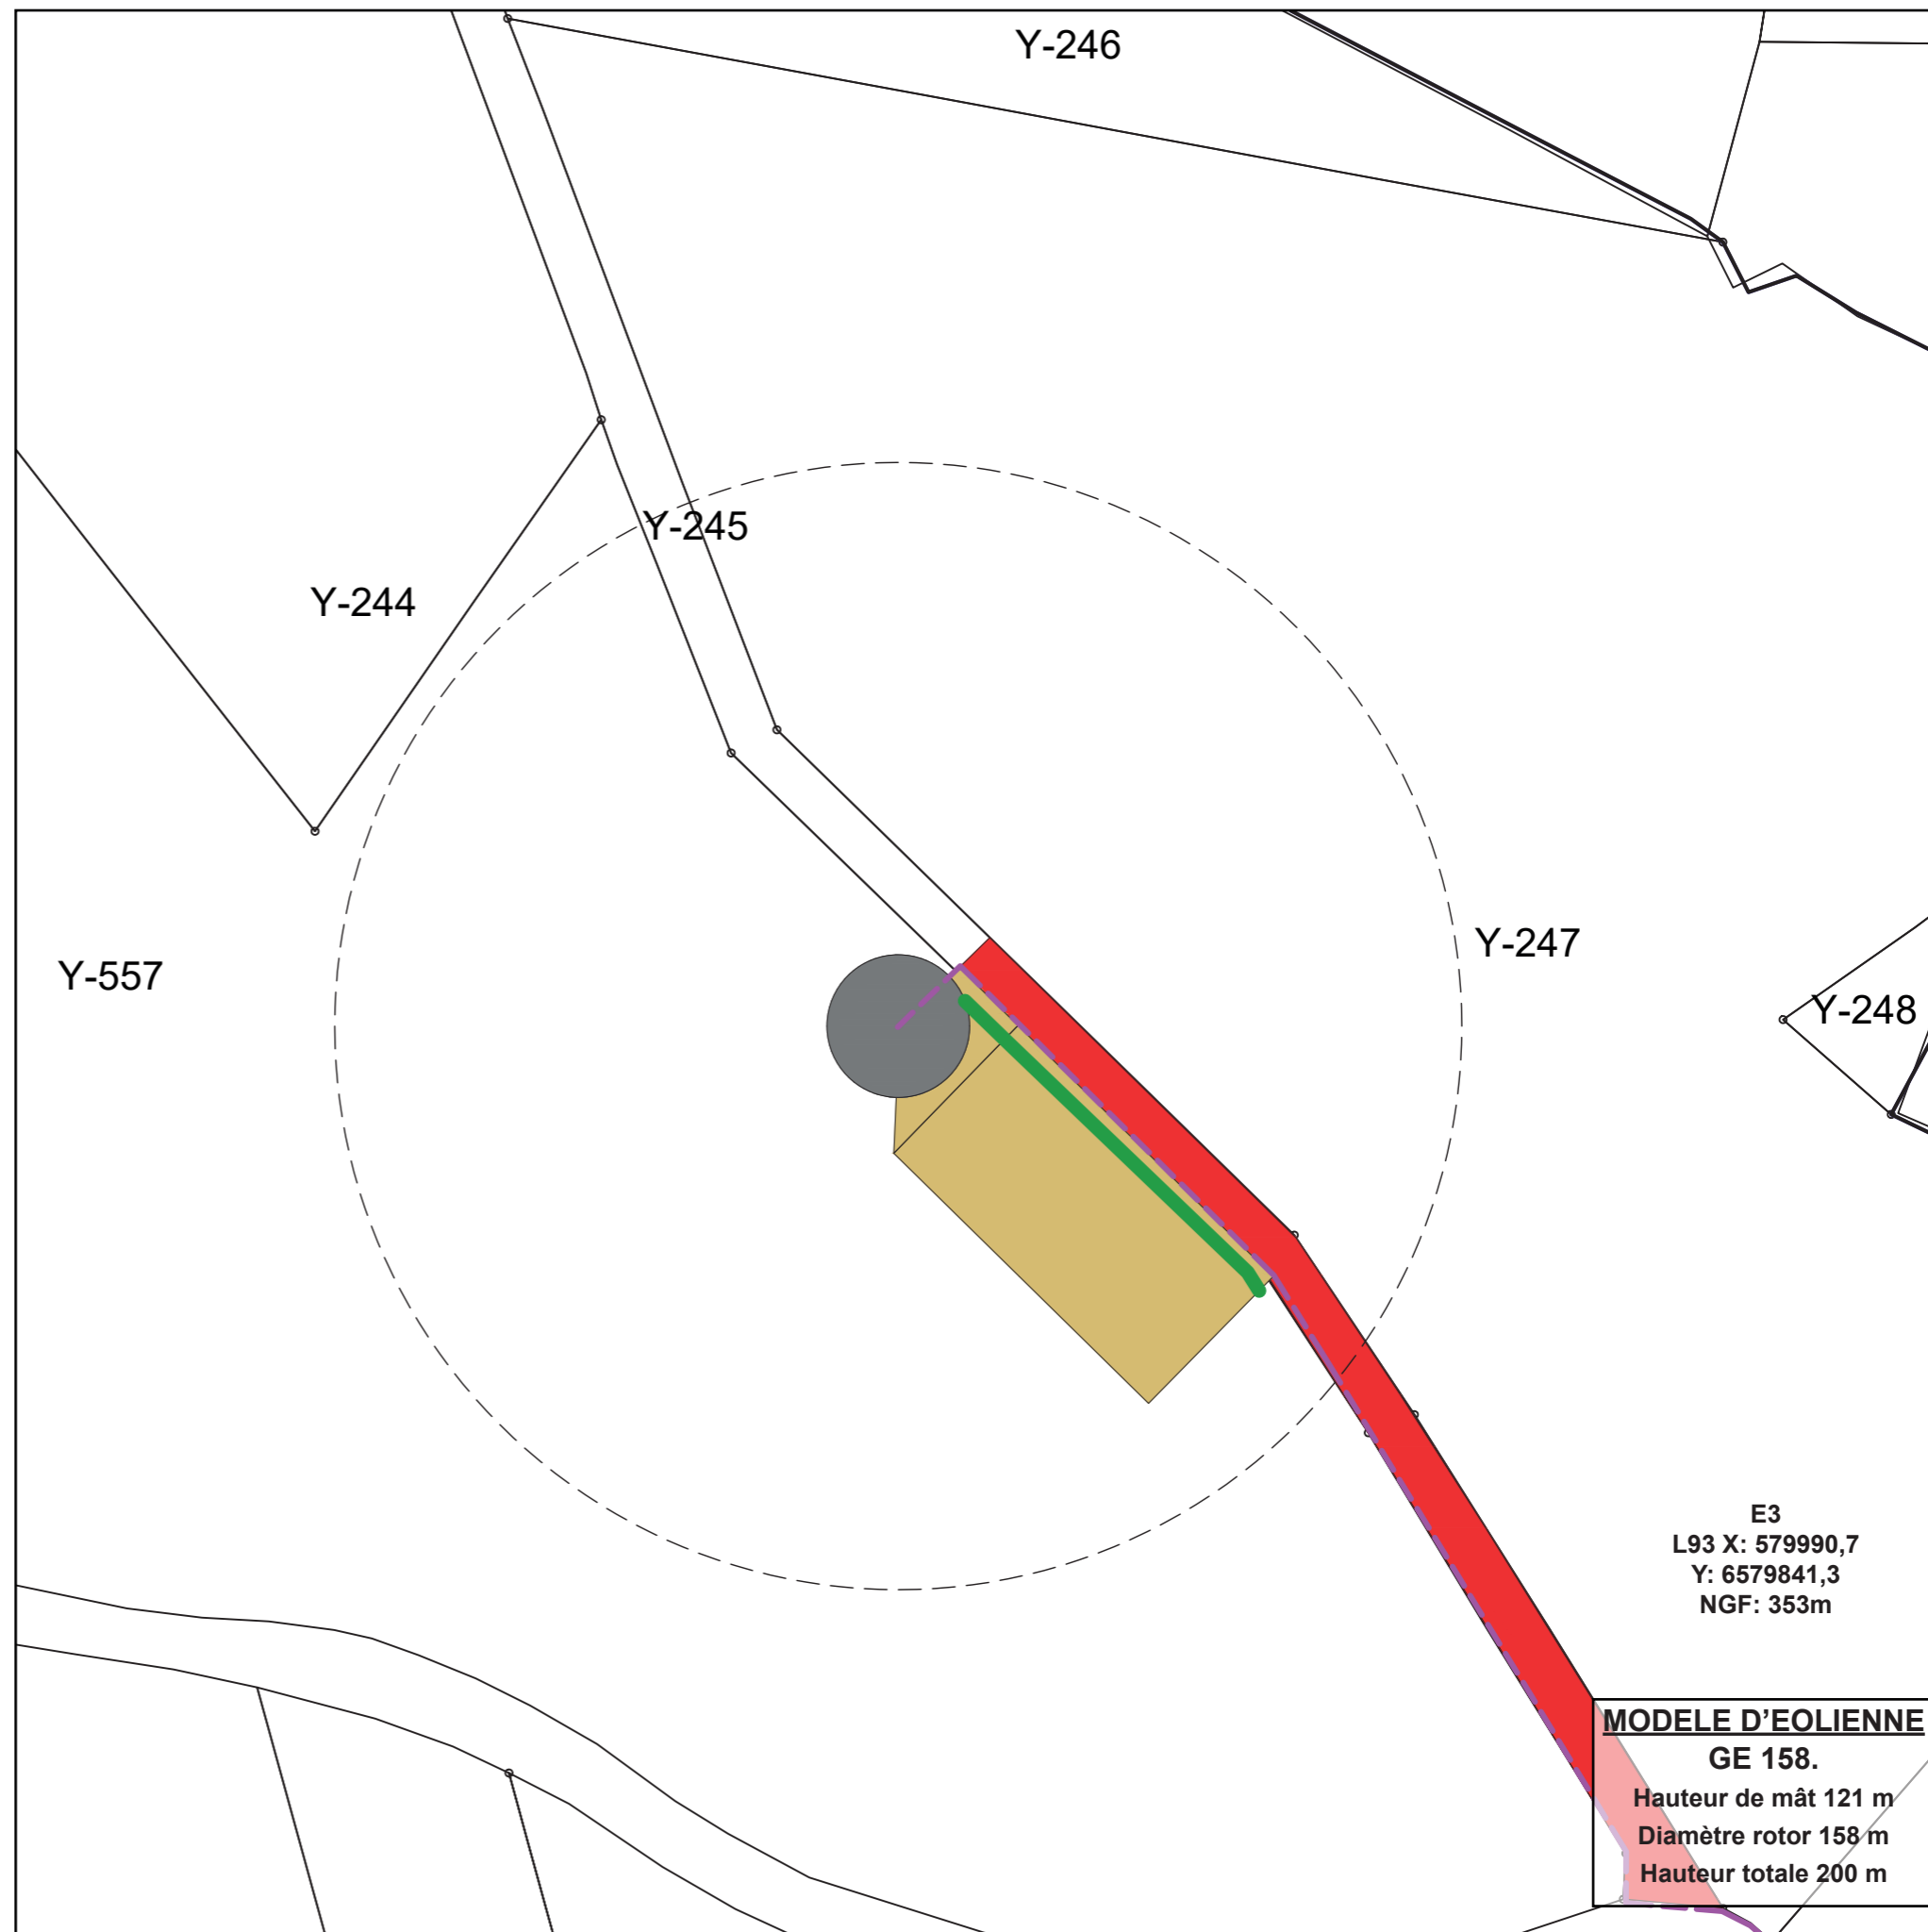 Y-246
Y-245
Y-244
Y-247
Y-557
Y-248
E3
L93 X: 579990,7
Y: 6579841,3
NGF: 353m
MODELE D’EOLIENNE
GE 158.
Hauteur de mât 121 m
Diamètre rotor 158 m
Hauteur totale 200 m